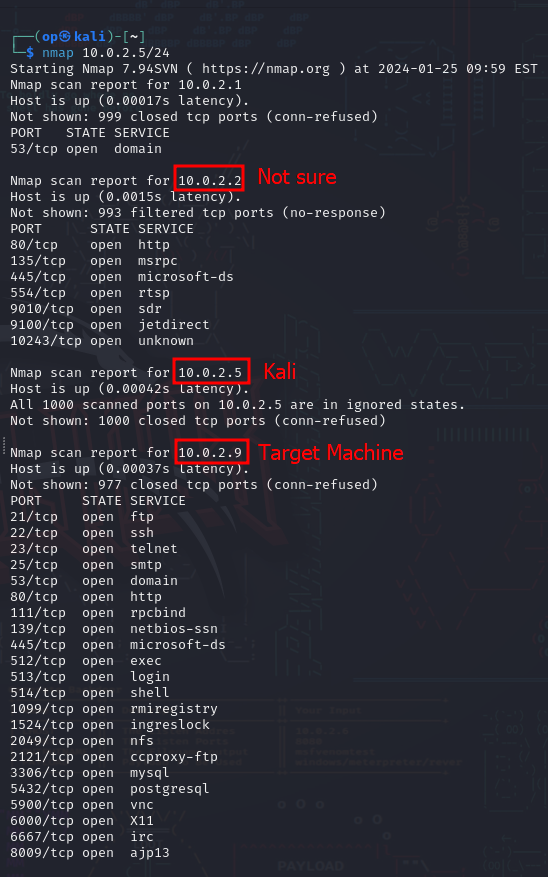 (op㉿kali)-[~]
$ nmap 10.0.2.5/24
Starting Nmap 7.94SVN ( https://nmap.org ) at 2024-01-25 09:59 EST
Nmap scan report for 10.0.2.1
Host is up (0.00017s latency).
Not shown: 999 closed tcp ports (conn-refused)
PORT   STATE SERVICE
53/tcp open  domain
Nmap scan report for 10.0.2.2 Not sure
Host is up (0.0015s latency).
Not shown: 993 filtered tcp ports (no-response)
PORT      STATE SERVICE
80/tcp    open  http
135/tcp   open  msrpc
445/tcp   open  microsoft-ds
554/tcp   open  rtsp
9010/tcp  open  sdr
9100/tcp  open  jetdirect
10243/tcp open  unknown
Nmap scan report for 10.0.2.5 Kali
Host is up (0.00042s latency).
All 1000 scanned ports on 10.0.2.5 are in ignored states.
Not shown: 1000 closed tcp ports (conn-refused)
Nmap scan report for 10.0.2.9 Target Machine
Host is up (0.00037s latency).
Not shown: 977 closed tcp ports (conn-refused)
PORT     STATE SERVICE
21/tcp   open  ftp
22/tcp   open  ssh
23/tcp   open  telnet
25/tcp   open  smtp
53/tcp   open  domain
80/tcp   open  http
111/tcp  open  rpcbind
139/tcp  open  netbios-ssn
445/tcp  open  microsoft-ds
512/tcp  open  exec
513/tcp  open  login
514/tcp  open  shell
1099/tcp open  rmiregistry
1524/tcp open  ingreslock
2049/tcp open  nfs
2121/tcp open  ccproxy-ftp
3306/tcp open  mysql
5432/tcp open  postgresql
5900/tcp open  vnc
6000/tcp open  X11
6667/tcp open  irc
8009/tcp open  ajp13
PAYLOAD